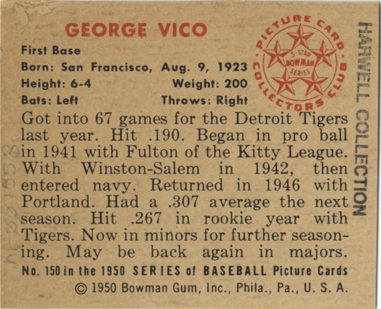 GEORGE VICO
First Base
Born: San Francisco, Aug. 9, 1923
Height: 6-4 Weight: 200
Bats: Left Throws: Right
PICTURE CARD
5-STAR
BOWMAN
SERIES
COLLECTORS CLUB
HARWELL COLLECTION
Got into 67 games for the Detroit Tigers
last year. Hit .190. Began in pro ball
in 1941 with Fulton of the Kitty League.
With Winston-Salem in 1942, then
entered navy. Returned in 1946 with
Portland. Had a .307 average the next
season. Hit .267 in rookie year with
Tigers. Now in minors for further season-
ing. May be back again in majors.
No. 150 in the 1950 SERIES of BASEBALL Picture Cards
©1950 Bowman Gum, Inc., Phila., Pa., U. S. A.